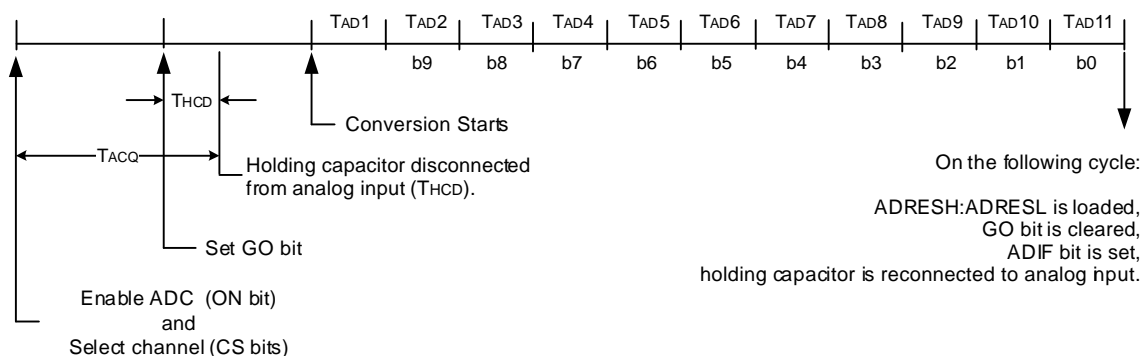 TAD1 TAD2 TAD3 TAD4 TAD5 TAD6 TAD7 TAD8 TAD9 TAD10 TAD11
b9 b8 b7 b6 b5 b4 b3 b2 b1 b0
THCD
Conversion Starts
TACQ
Holding capacitor disconnected
from analog input (THCD).
On the following cycle:
ADRESH:ADRESL is loaded,
GO bit is cleared,
ADIF bit is set,
holding capacitor is reconnected to analog input.
Set GO bit
Enable ADC (ON bit)
and
Select channel (CS bits)